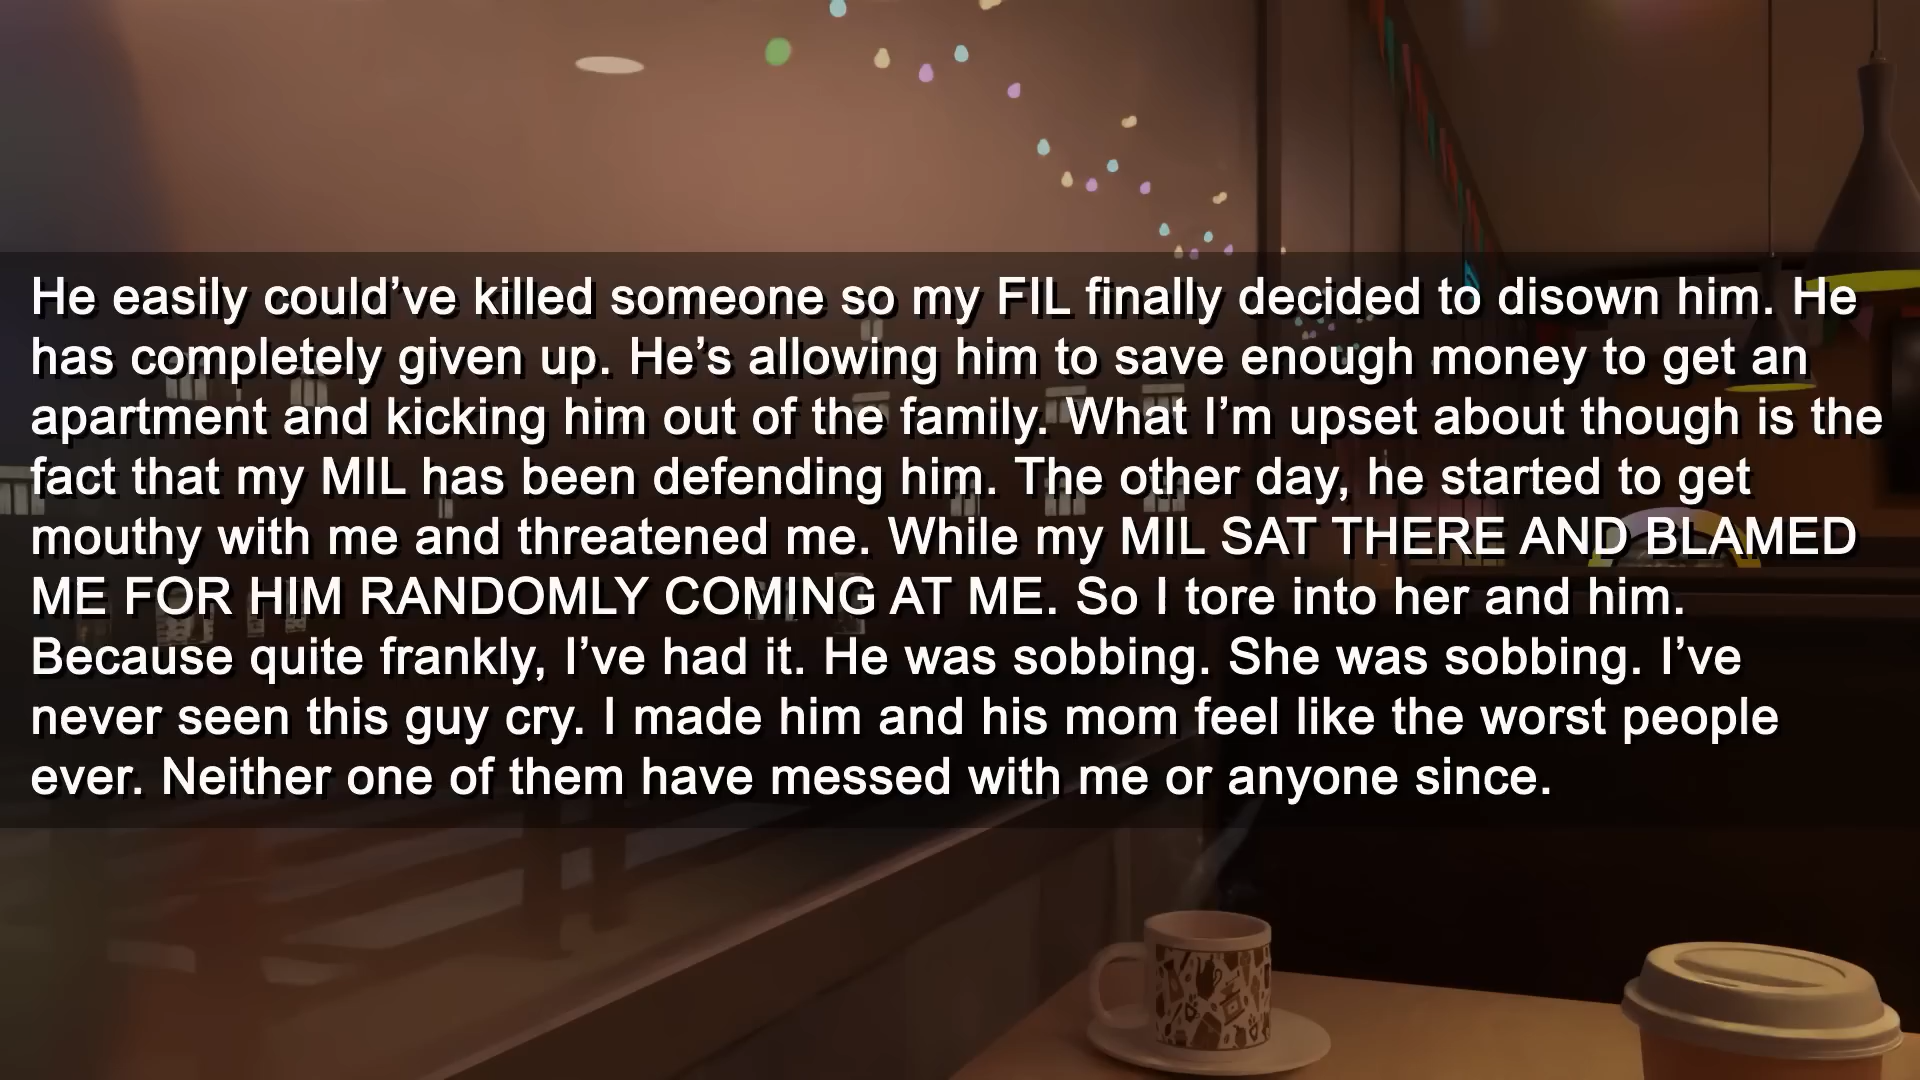 He easily could’ve killed someone so my FIL finally decided to disown him. He
has completely given up. He’s allowing him to save enough money to get an
apartment and kicking him out of the family. What I’m upset about though is the
fact that my MIL has been defending him. The other day, he started to get
mouthy with me and threatened me. While my MIL SAT THERE AND BLAMED
ME FOR HIM RANDOMLY COMING AT ME. So I tore into her and him.
Because quite frankly, I’ve had it. He was sobbing. She was sobbing. I’ve
never seen this guy cry. I made him and his mom feel like the worst people
ever. Neither one of them have messed with me or anyone since.